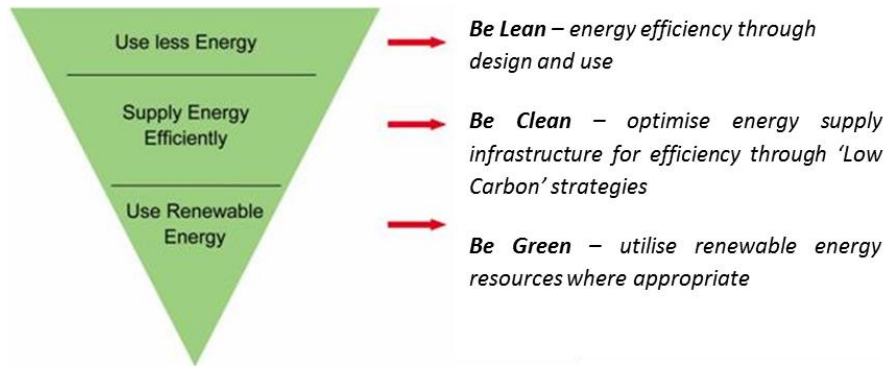 Use less Energy
Supply Energy
Efficiently
Use Renewable
Energy
Be Lean – energy efficiency through
design and use
Be Clean – optimise energy supply
infrastructure for efficiency through ‘Low
Carbon’ strategies
Be Green – utilise renewable energy
resources where appropriate